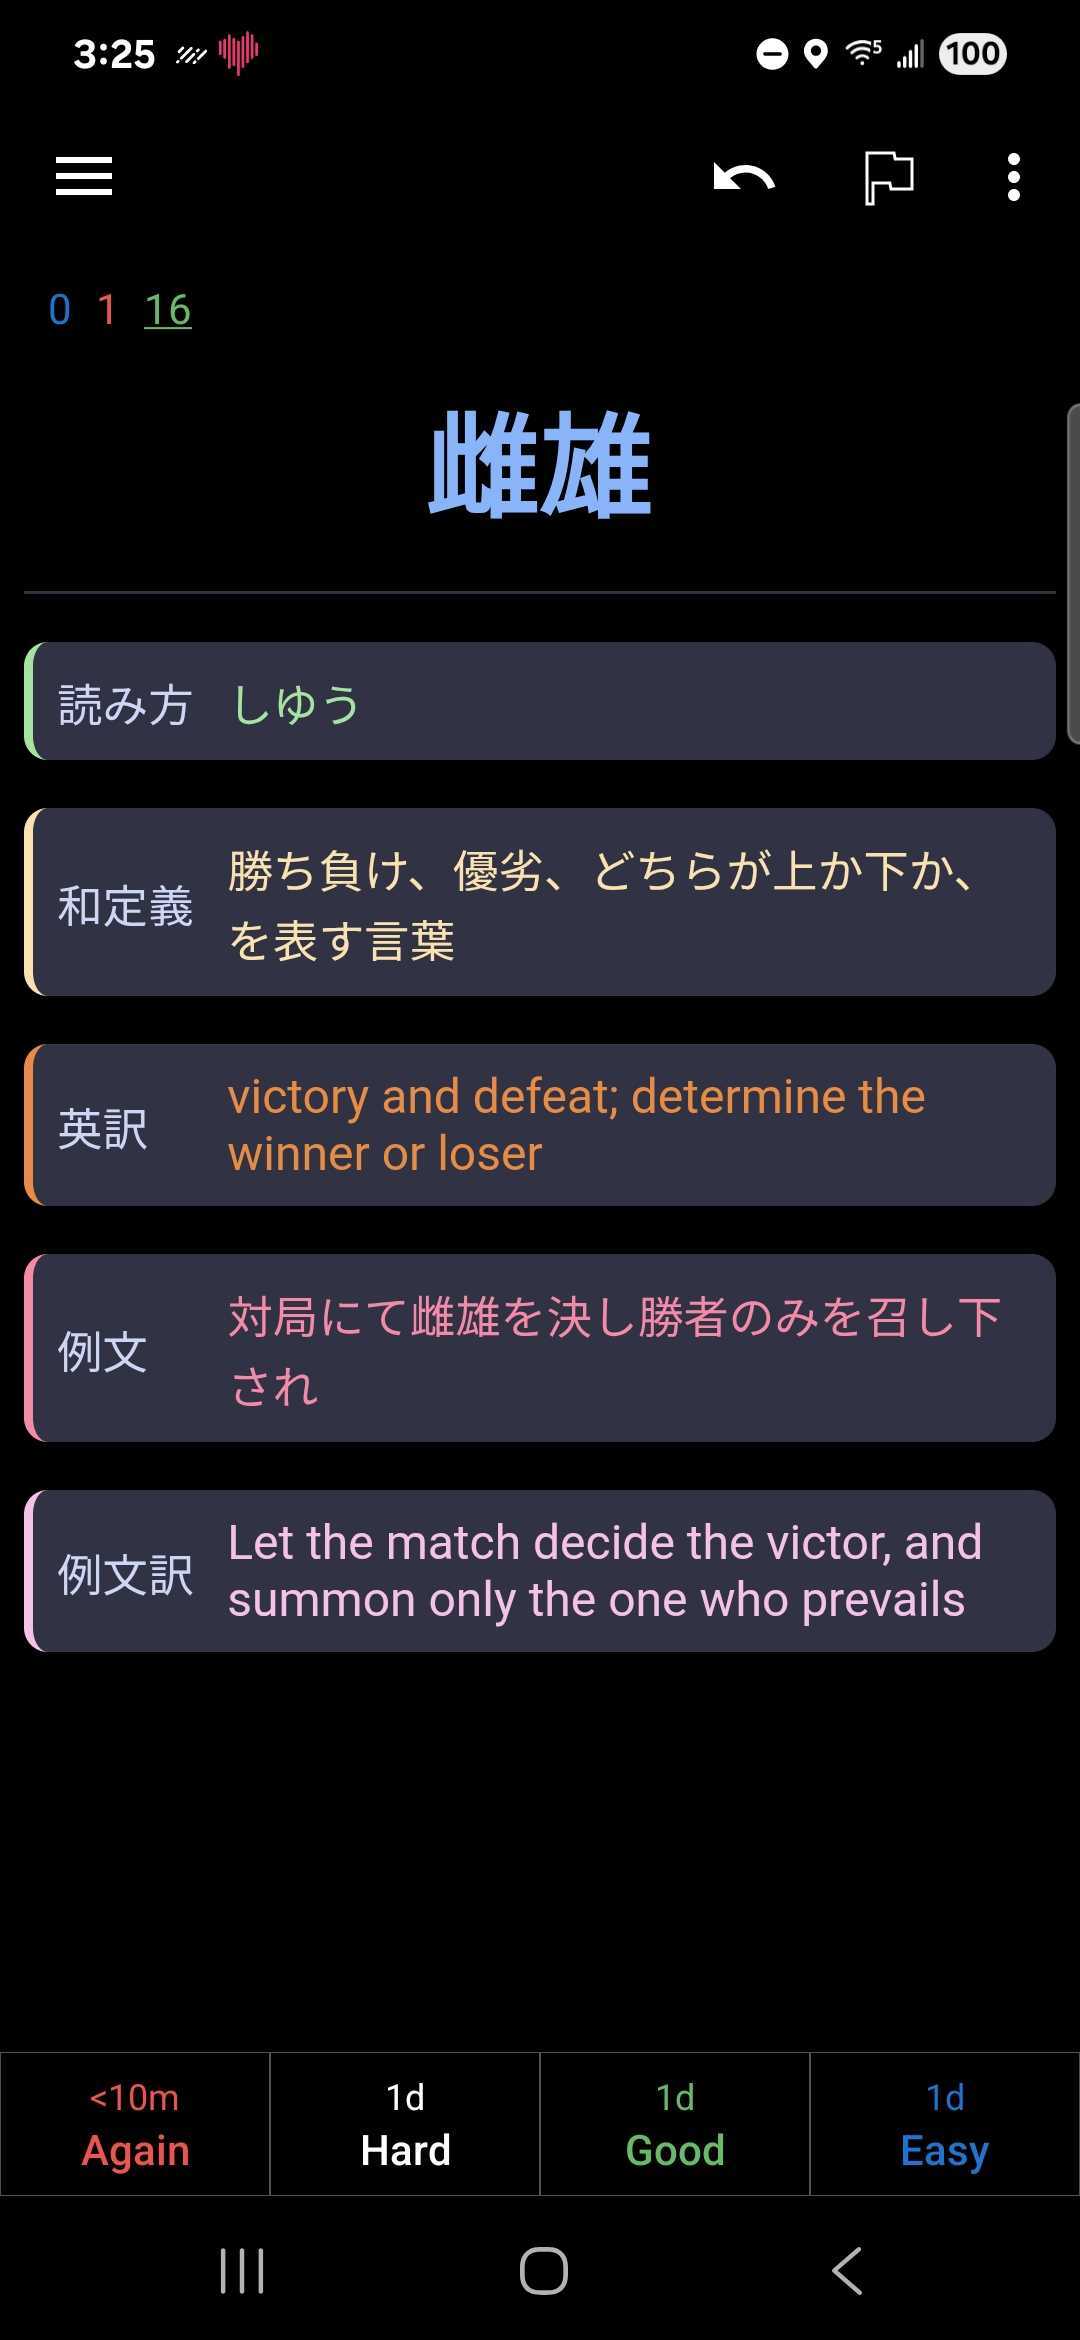 3:25
5
100
0 1 16
雌雄
読み方 しゆう
和定義 勝ち負け、優劣、どちらが上か下か、
を表す言葉
英訳 victory and defeat; determine the
winner or loser
例文 対局にて雌雄を決し勝者のみを召し下
され
例文訳 Let the match decide the victor, and
summon only the one who prevails
<10m 1d 1d 1d
Again Hard Good Easy